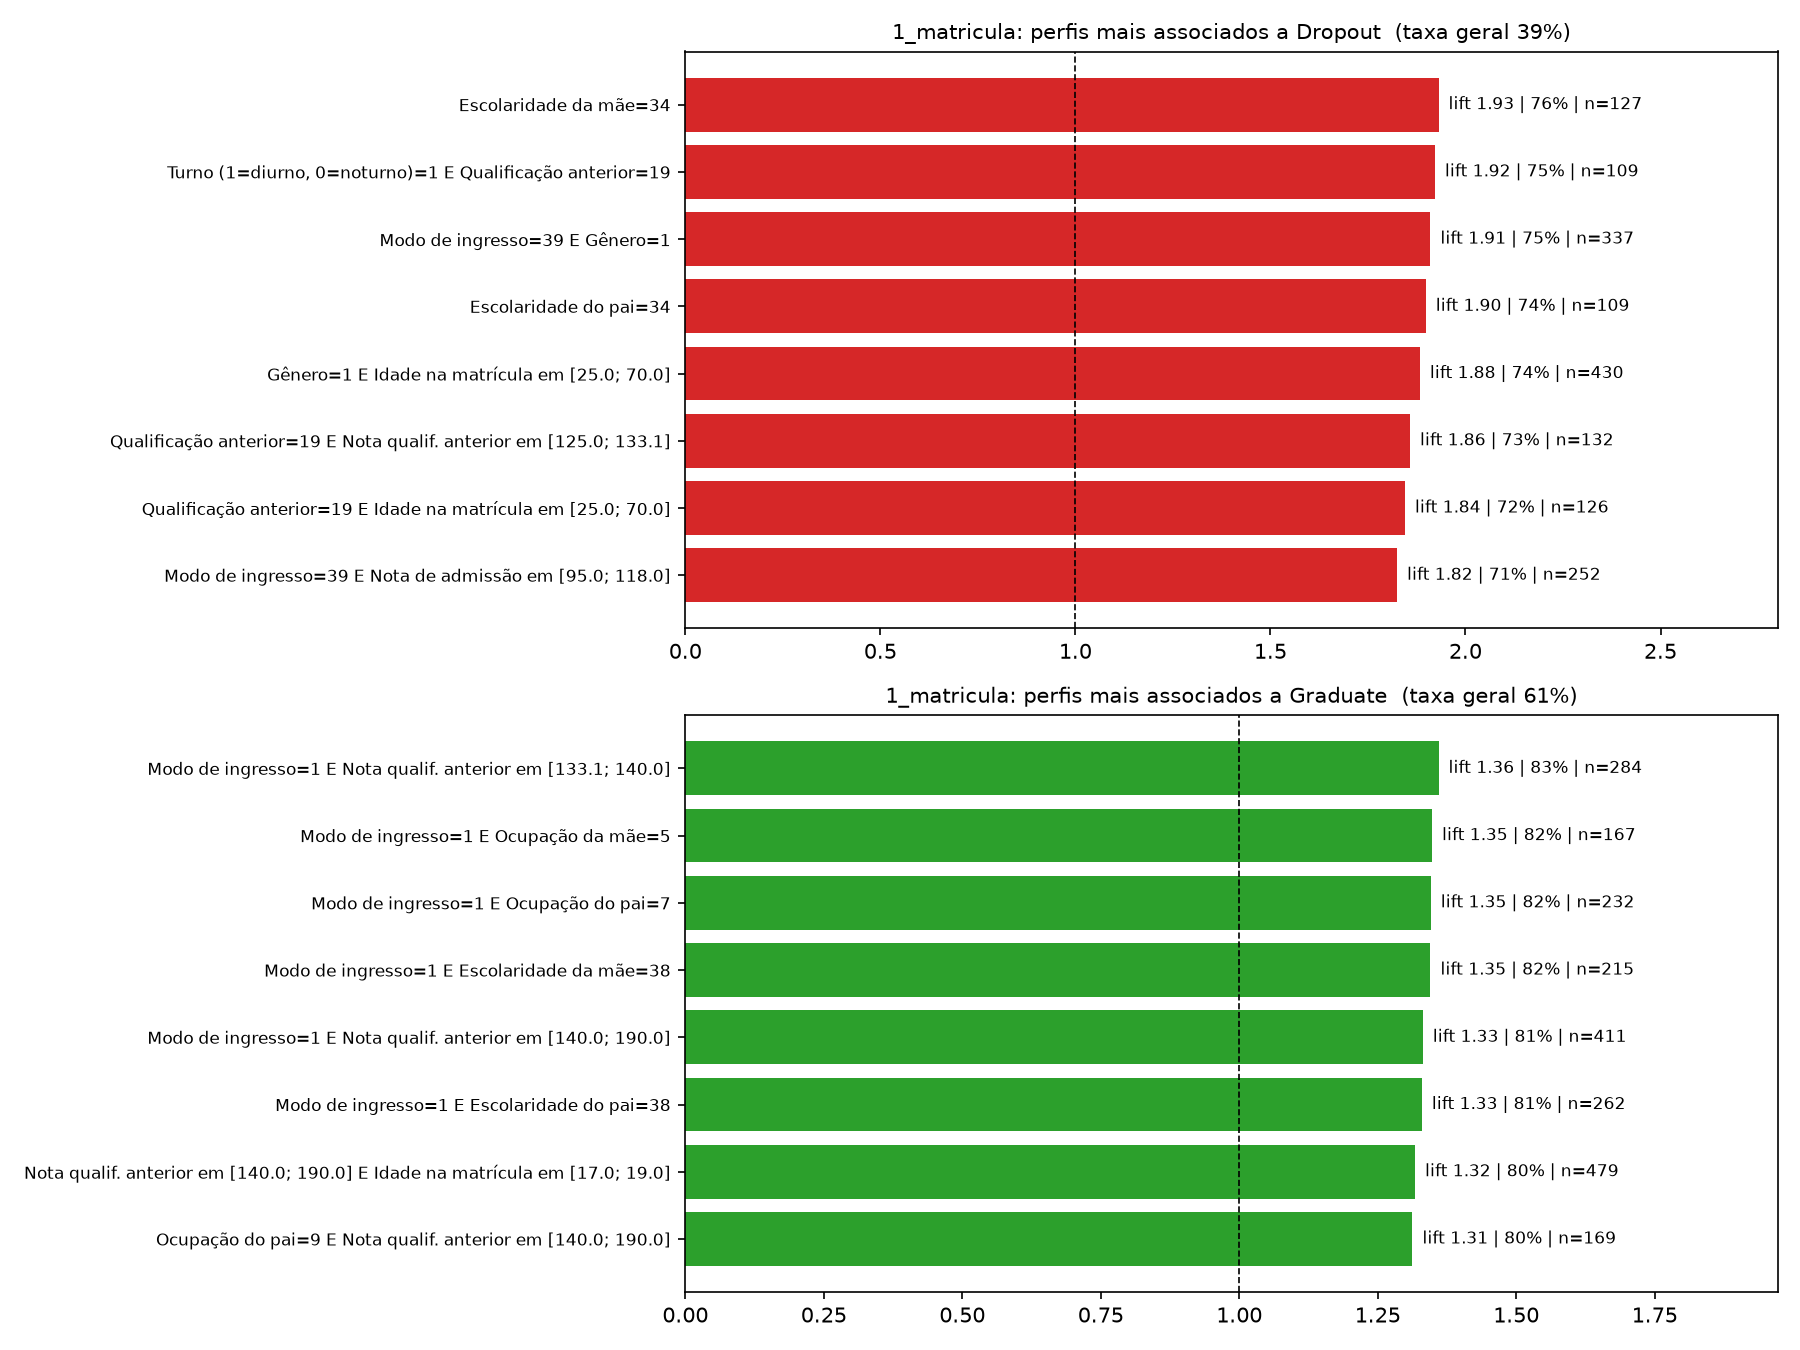 1_matricula: perfis mais associados a Dropout  (taxa geral 39%)
Escolaridade da mãe=34
lift 1.93 | 76% | n=127
Turno (1=diurno, 0=noturno)=1 E Qualificação anterior=19
lift 1.92 | 75% | n=109
Modo de ingresso=39 E Gênero=1
lift 1.91 | 75% | n=337
Escolaridade do pai=34
lift 1.90 | 74% | n=109
Gênero=1 E Idade na matrícula em [25.0; 70.0]
lift 1.88 | 74% | n=430
Qualificação anterior=19 E Nota qualif. anterior em [125.0; 133.1]
lift 1.86 | 73% | n=132
Qualificação anterior=19 E Idade na matrícula em [25.0; 70.0]
lift 1.84 | 72% | n=126
Modo de ingresso=39 E Nota de admissão em [95.0; 118.0]
lift 1.82 | 71% | n=252
0.0 0.5 1.0 1.5 2.0 2.5
1_matricula: perfis mais associados a Graduate  (taxa geral 61%)
Modo de ingresso=1 E Nota qualif. anterior em [133.1; 140.0]
lift 1.36 | 83% | n=284
Modo de ingresso=1 E Ocupação da mãe=5
lift 1.35 | 82% | n=167
Modo de ingresso=1 E Ocupação do pai=7
lift 1.35 | 82% | n=232
Modo de ingresso=1 E Escolaridade da mãe=38
lift 1.35 | 82% | n=215
Modo de ingresso=1 E Nota qualif. anterior em [140.0; 190.0]
lift 1.33 | 81% | n=411
Modo de ingresso=1 E Escolaridade do pai=38
lift 1.33 | 81% | n=262
Nota qualif. anterior em [140.0; 190.0] E Idade na matrícula em [17.0; 19.0]
lift 1.32 | 80% | n=479
Ocupação do pai=9 E Nota qualif. anterior em [140.0; 190.0]
lift 1.31 | 80% | n=169
0.00 0.25 0.50 0.75 1.00 1.25 1.50 1.75